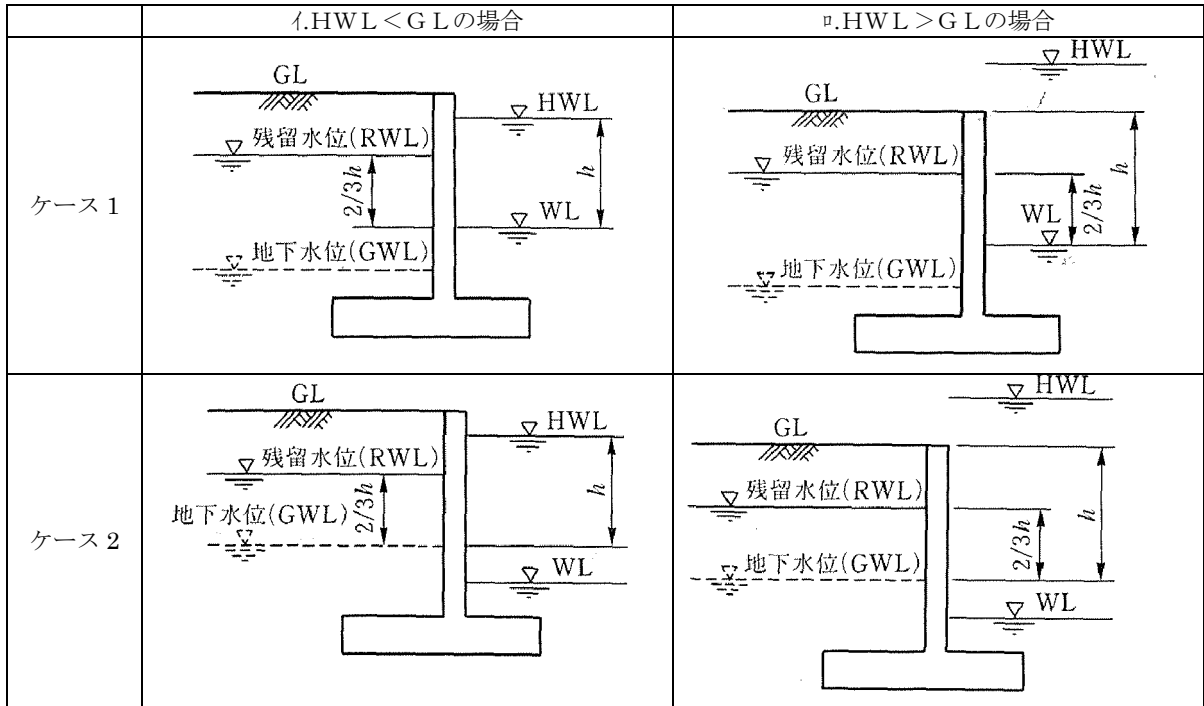 ｲ.HWL＜GLの場合
ﾛ.HWL＞GLの場合
ケース1
GL
HWL
残留水位(RWL)
2/3h
h
WL
地下水位(GWL)
HWL
GL
残留水位(RWL)
h
WL
2/3h
地下水位(GWL)
ケース2
GL
HWL
残留水位(RWL)
地下水位(GWL)
2/3h
h
WL
HWL
GL
残留水位(RWL)
h
2/3h
地下水位(GWL)
WL